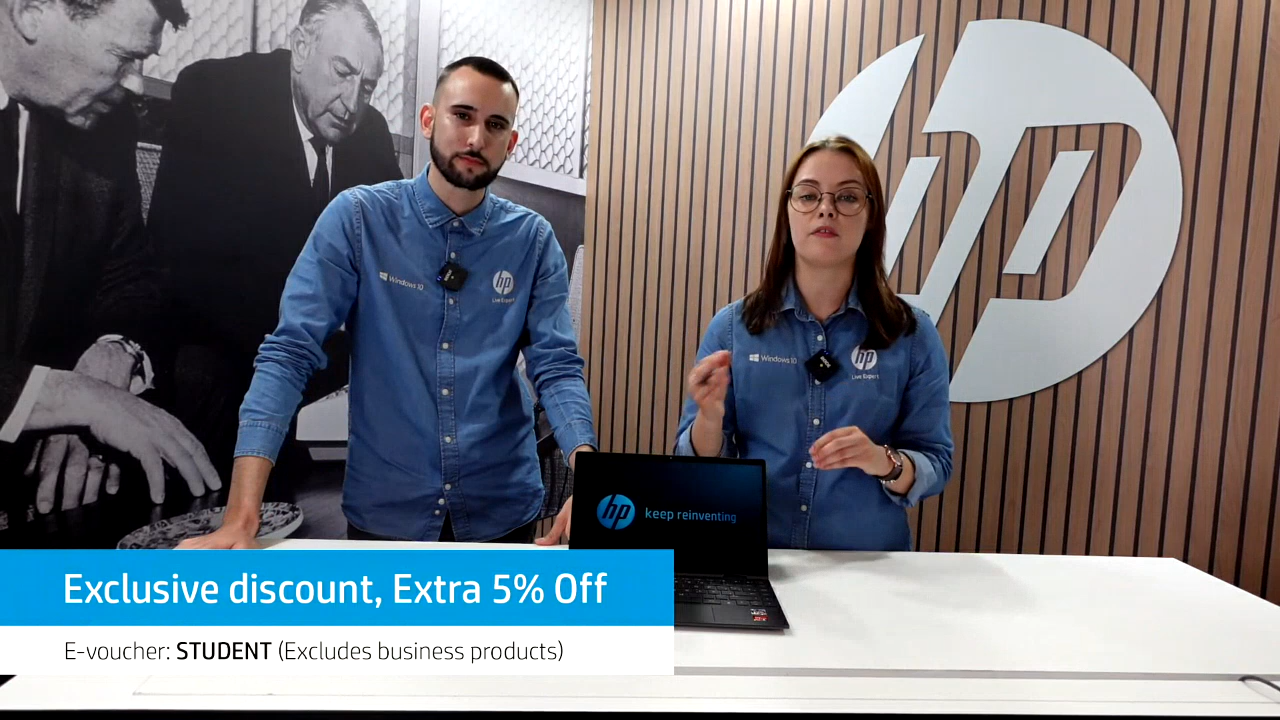 hp
Windows 10
hp
Live Expert
Windows 10
hp
Live Expert
hp keep reinventing
Exclusive discount, Extra 5% Off
E-voucher: STUDENT (Excludes business products)